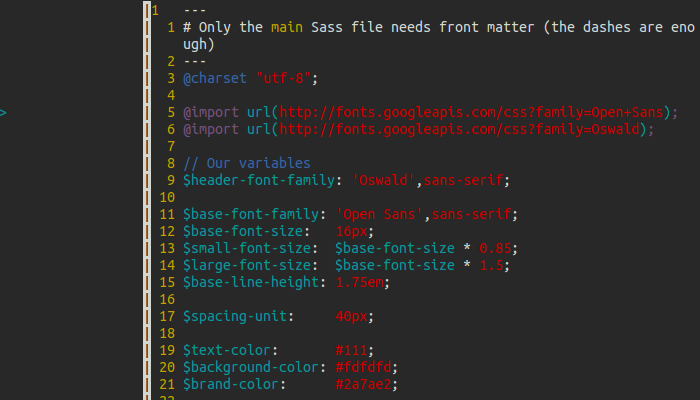 1 ---
1 # Only the main Sass file needs front matter (the dashes are eno
ugh)
2 ---
3 @charset "utf-8";
4
> 5 @import url(http://fonts.googleapis.com/css?family=Open+Sans);
6 @import url(http://fonts.googleapis.com/css?family=Oswald);
7
8 // Our variables
9 $header-font-family: 'Oswald',sans-serif;
10
11 $base-font-family: 'Open Sans',sans-serif;
12 $base-font-size:   16px;
13 $small-font-size:  $base-font-size * 0.85;
14 $large-font-size:  $base-font-size * 1.5;
15 $base-line-height: 1.75em;
16
17 $spacing-unit:     40px;
18
19 $text-color:       #111;
20 $background-color: #fdfdfd;
21 $brand-color:      #2a7ae2;